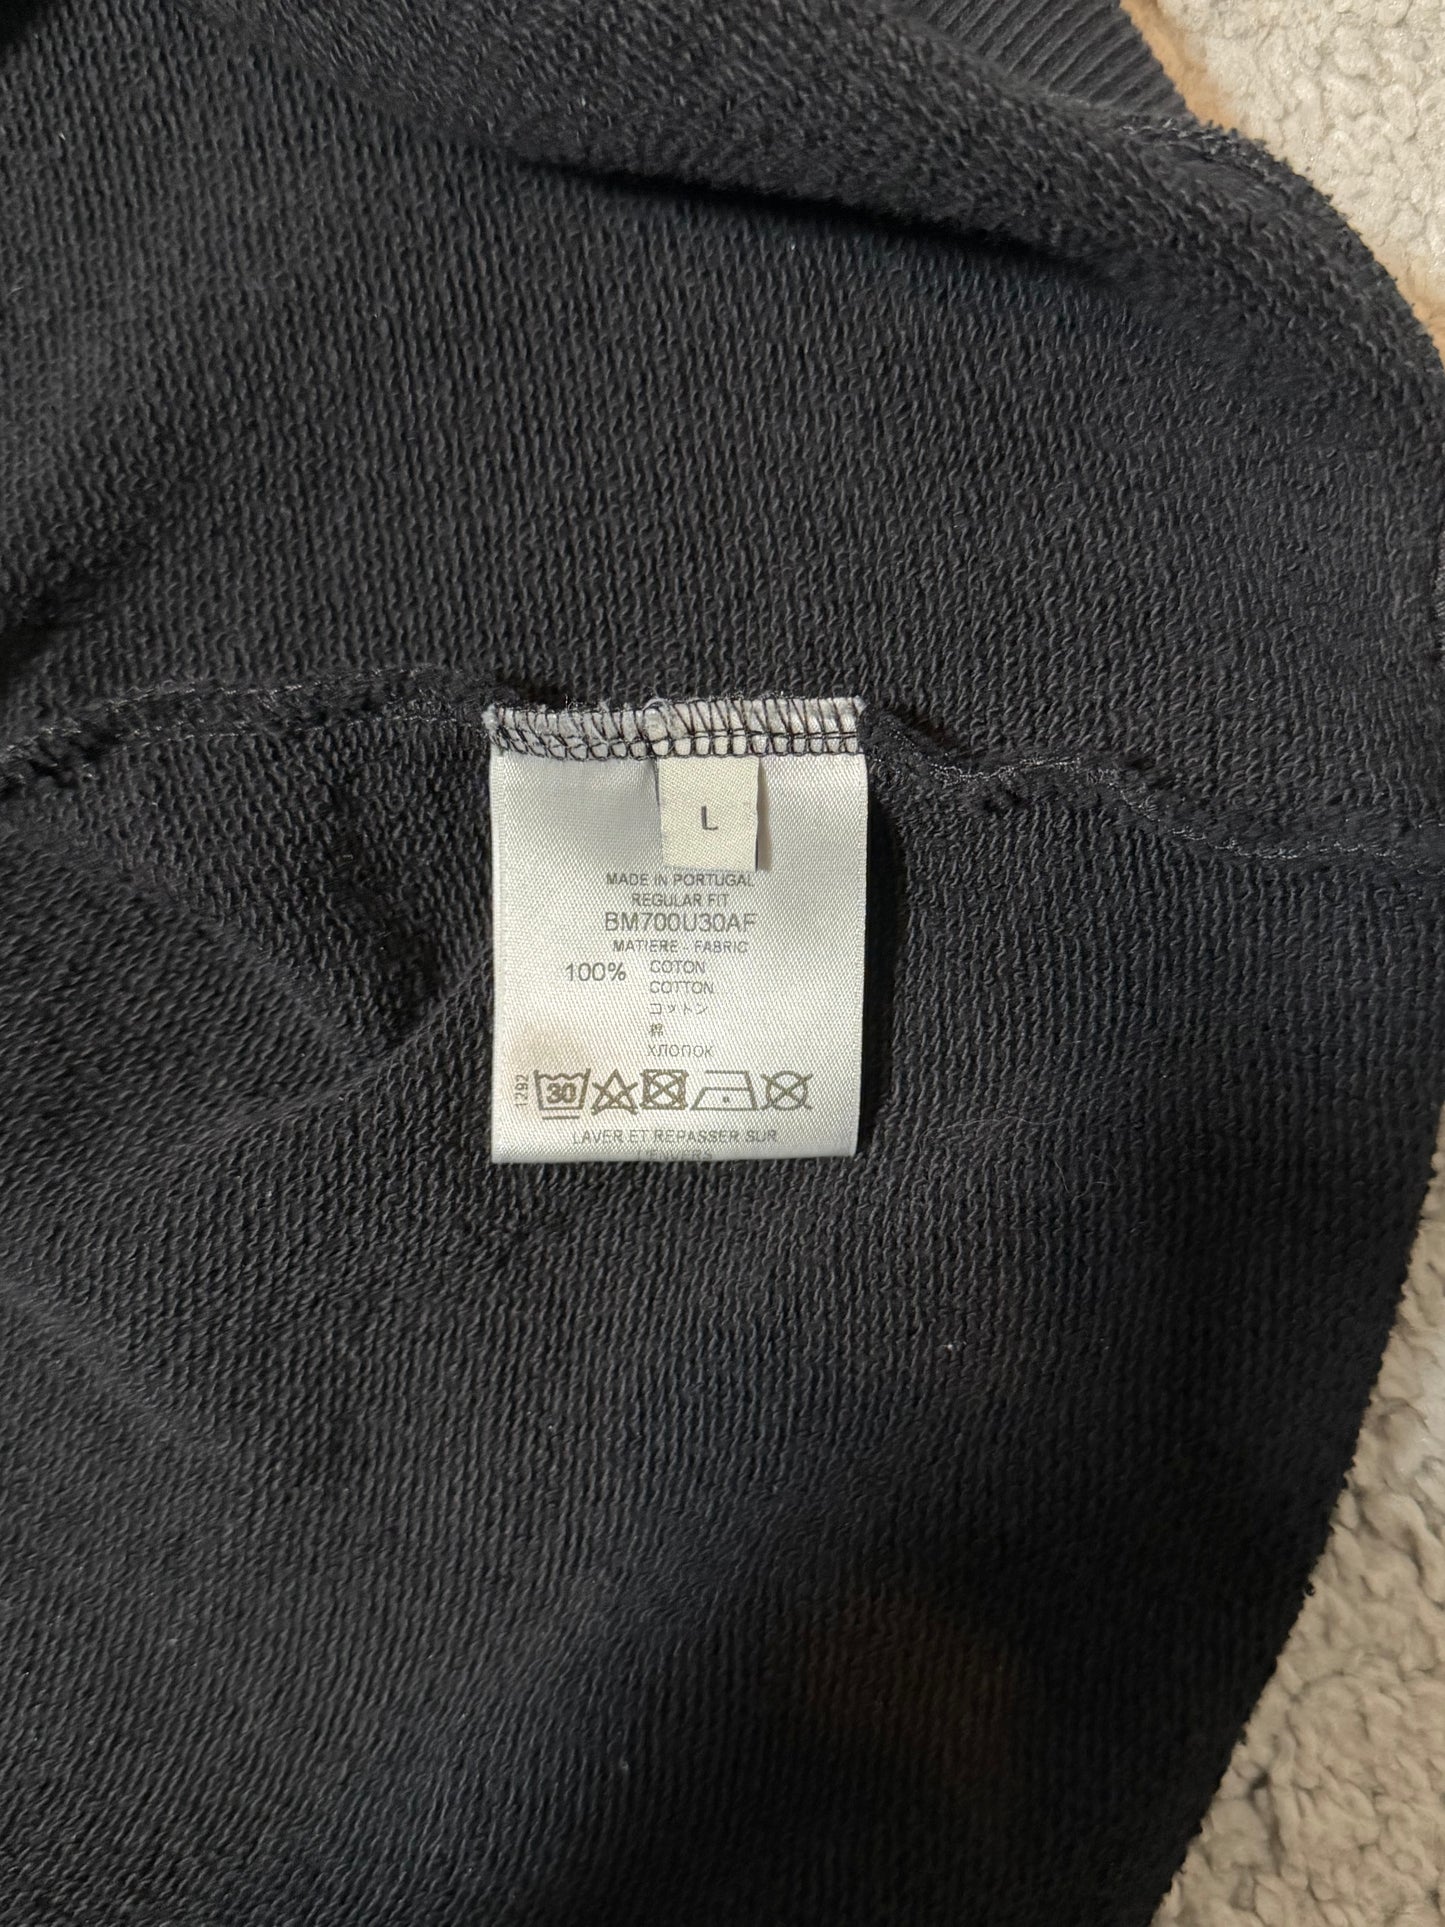 L
MADE IN PORTUGAL
REGULAR FIT
BM700U30AF
MATIERE - FABRIC
100% COTON
COTTON
コットン
棉
ХЛОПОК
1292
30
LAVER ET REPASSER SUR
L'ENVERS